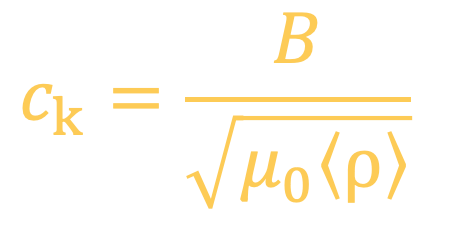 c_k = B / √(μ₀⟨ρ⟩)